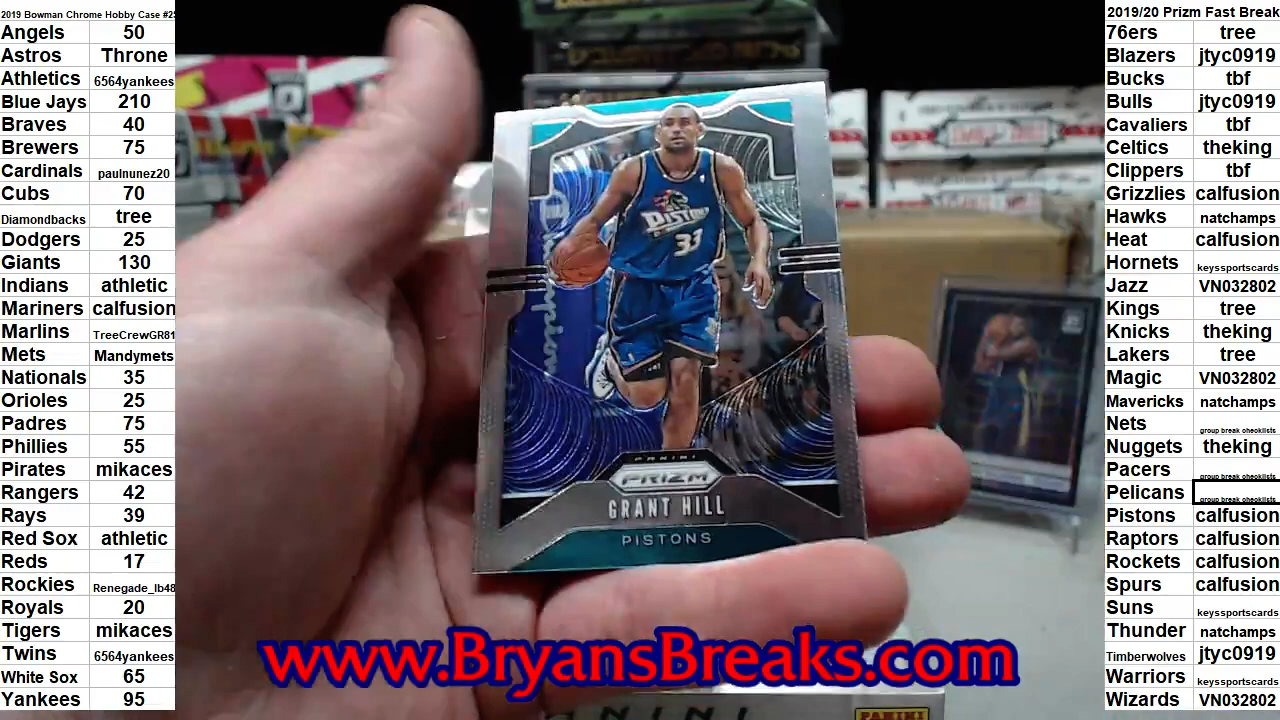 2019 Bowman Chrome Hobby Case #2
Angels 50
Astros Throne
Athletics 6564yankees
Blue Jays 210
Braves 40
Brewers 75
Cardinals paulnunez20
Cubs 70
Diamondbacks tree
Dodgers 25
Giants 130
Indians athletic
Mariners calfusion
Marlins TreeCrewGR81
Mets Mandymets
Nationals 35
Orioles 25
Padres 75
Phillies 55
Pirates mikaces
Rangers 42
Rays 39
Red Sox athletic
Reds 17
Rockies Renegade_lb48
Royals 20
Tigers mikaces
Twins 6564yankees
White Sox 65
Yankees 95
PISTONS
33
PANINI
PRIZM
GRANT HILL
PISTONS
www.BryansBreaks.com
PANINI
2019/20 Prizm Fast Break
76ers tree
Blazers jtyc0919
Bucks tbf
Bulls jtyc0919
Cavaliers tbf
Celtics theking
Clippers tbf
Grizzlies calfusion
Hawks natchamps
Heat calfusion
Hornets keyssportscards
Jazz VN032802
Kings tree
Knicks theking
Lakers tree
Magic VN032802
Mavericks natchamps
Nets group break checklists
Nuggets theking
Pacers group break checklists
Pelicans group break checklists
Pistons calfusion
Raptors calfusion
Rockets calfusion
Spurs calfusion
Suns keyssportscards
Thunder natchamps
Timberwolves jtyc0919
Warriors keyssportscards
Wizards VN032802